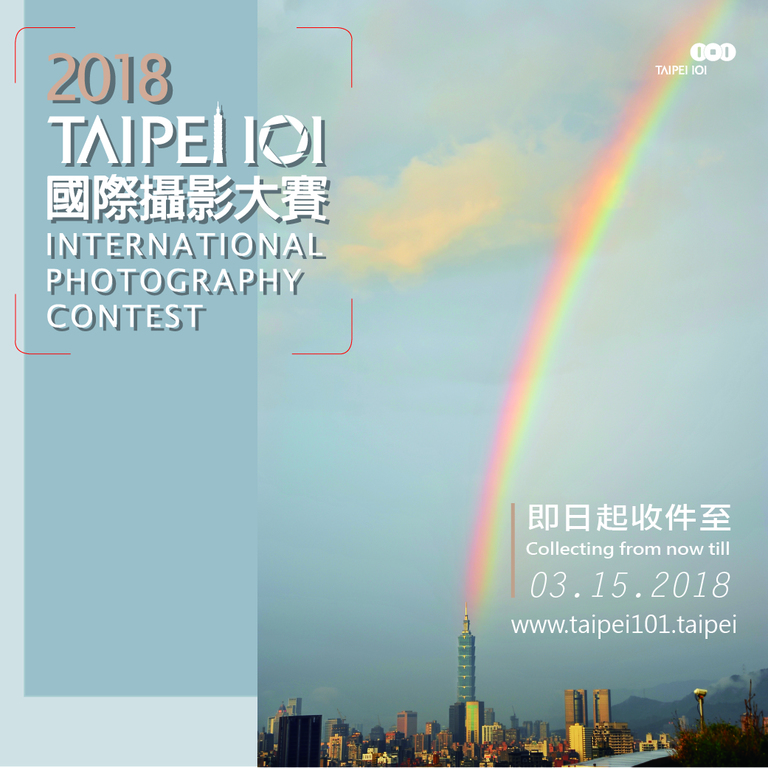 2018
TAIPEI 101
國際攝影大賽
INTERNATIONAL
PHOTOGRAPHY
CONTEST
TAIPEI 101
即日起收件至
Collecting from now till
03.15.2018
www.taipei101.taipei